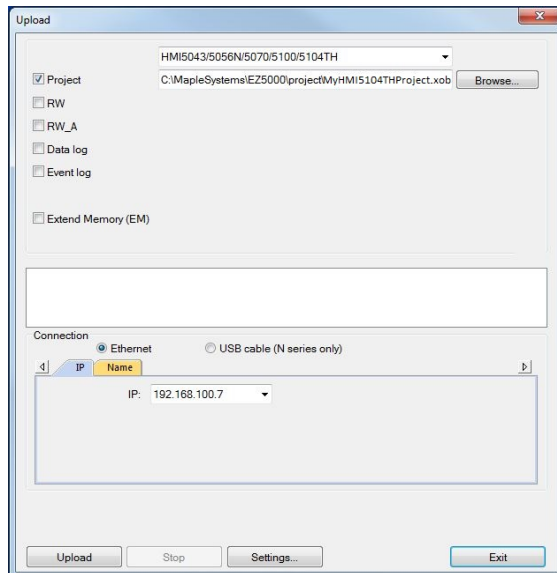 Upload
HMI5043/5056N/5070/5100/5104TH
Project
C:\MapleSystems\EZ5000\project\MyHMI5104THProject.xob
Browse...
RW
RW_A
Data log
Event log
Extend Memory (EM)
Connection
Ethernet
USB cable (N series only)
IP
Name
IP:
192.168.100.7
Upload
Stop
Settings...
Exit